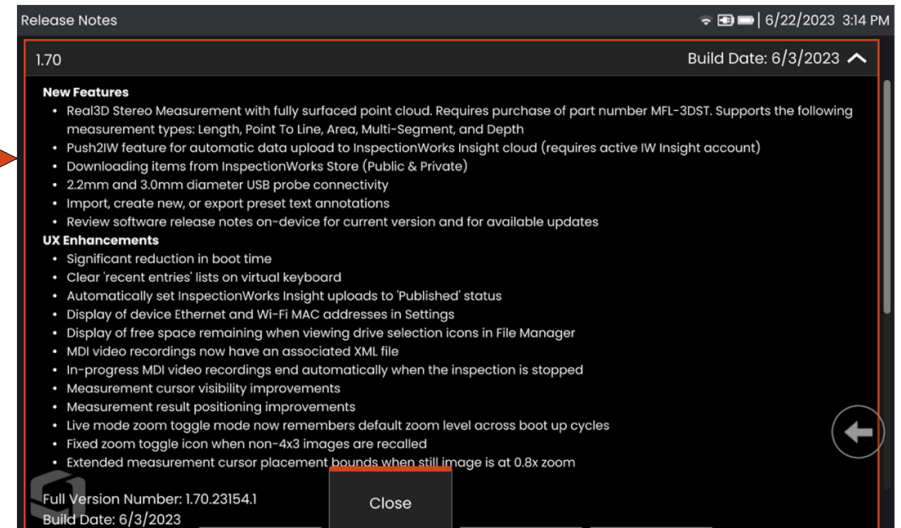 Release Notes
6/22/2023 3:14 PM
1.70
Build Date: 6/3/2023
New Features
• Real3D Stereo Measurement with fully surfaced point cloud. Requires purchase of part number MFL-3DST. Supports the following
measurement types: Length, Point To Line, Area, Multi-Segment, and Depth
• Push2IW feature for automatic data upload to InspectionWorks Insight cloud (requires active IW Insight account)
• Downloading items from InspectionWorks Store (Public & Private)
• 2.2mm and 3.0mm diameter USB probe connectivity
• Import, create new, or export preset text annotations
• Review software release notes on-device for current version and for available updates
UX Enhancements
• Significant reduction in boot time
• Clear 'recent entries' lists on virtual keyboard
• Automatically set InspectionWorks Insight uploads to 'Published' status
• Display of device Ethernet and Wi-Fi MAC addresses in Settings
• Display of free space remaining when viewing drive selection icons in File Manager
• MDI video recordings now have an associated XML file
• In-progress MDI video recordings end automatically when the inspection is stopped
• Measurement cursor visibility improvements
• Measurement result positioning improvements
• Live mode zoom toggle mode now remembers default zoom level across boot up cycles
• Fixed zoom toggle icon when non-4x3 images are recalled
• Extended measurement cursor placement bounds when still image is at 0.8x zoom
Full Version Number: 1.70.23154.1
Build Date: 6/3/2023
Close